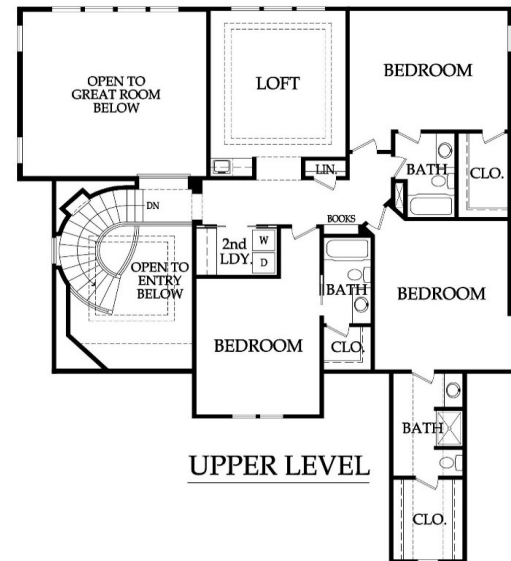 OPEN TO
GREAT ROOM
BELOW
LOFT
BEDROOM
LIN.
BATH
CLO.
DN
BOOKS
2nd
LDY.
W
D
OPEN TO
ENTRY
BELOW
BATH
BEDROOM
BEDROOM
CLO.
BATH
UPPER LEVEL
CLO.